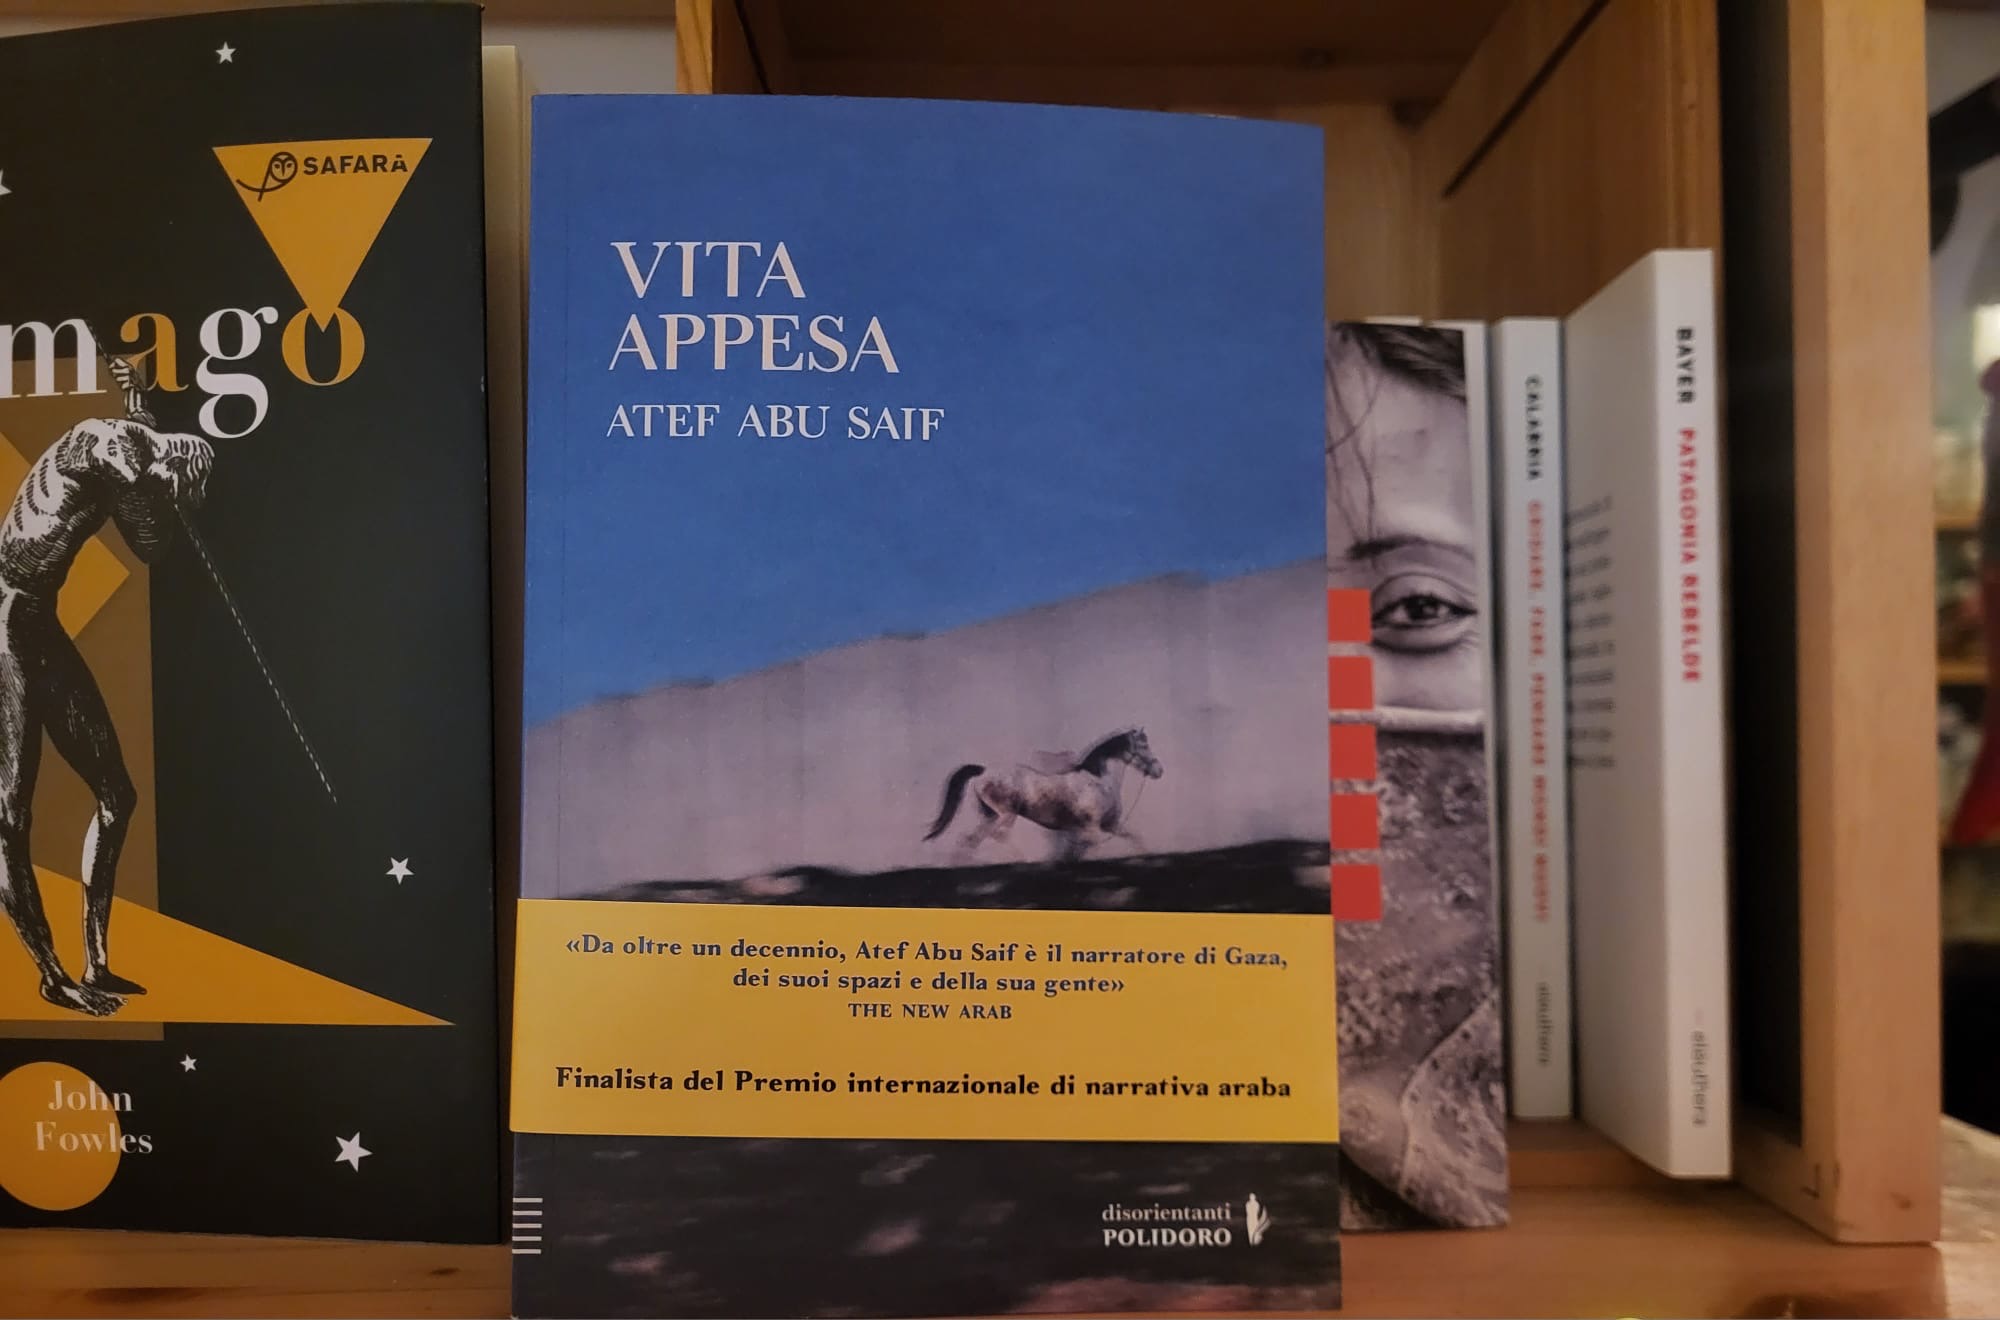 SAFARÀ
mago
John
Fowles
VITA
APPESA
ATEF ABU SAIF
«Da oltre un decennio, Atef Abu Saif è il narratore di Gaza,
dei suoi spazi e della sua gente»
THE NEW ARAB
Finalista del Premio internazionale di narrativa araba
disorientanti
POLIDORO
CALABRIA
elèuthera
BAYER PATAGONIA REBELDE
elèuthera